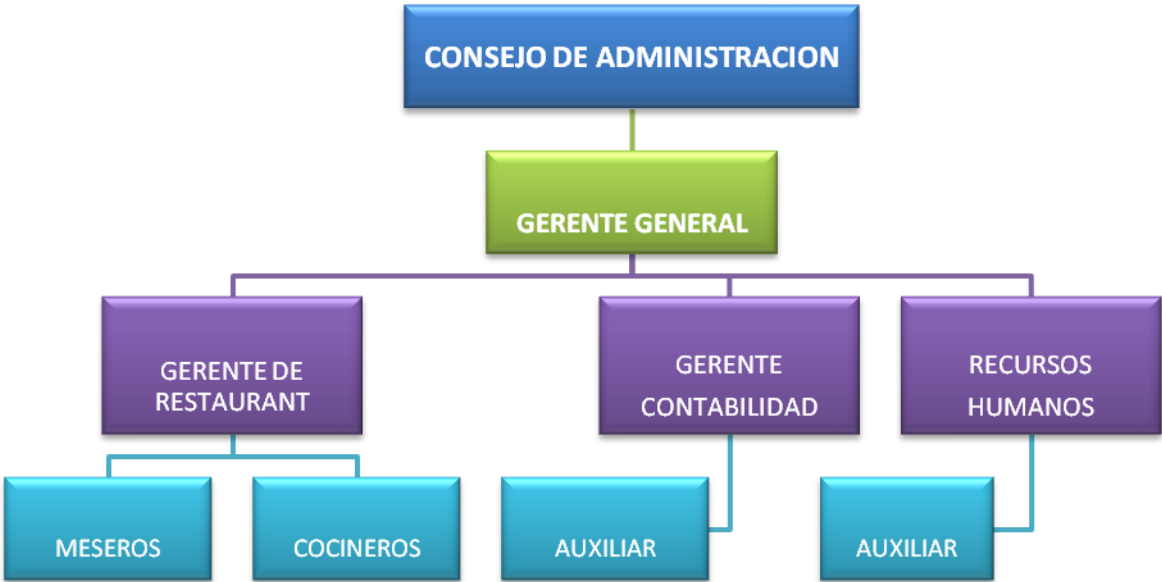 CONSEJO DE ADMINISTRACION
GERENTE GENERAL
GERENTE DE
RESTAURANT
GERENTE
CONTABILIDAD
RECURSOS
HUMANOS
MESEROS
COCINEROS
AUXILIAR
AUXILIAR